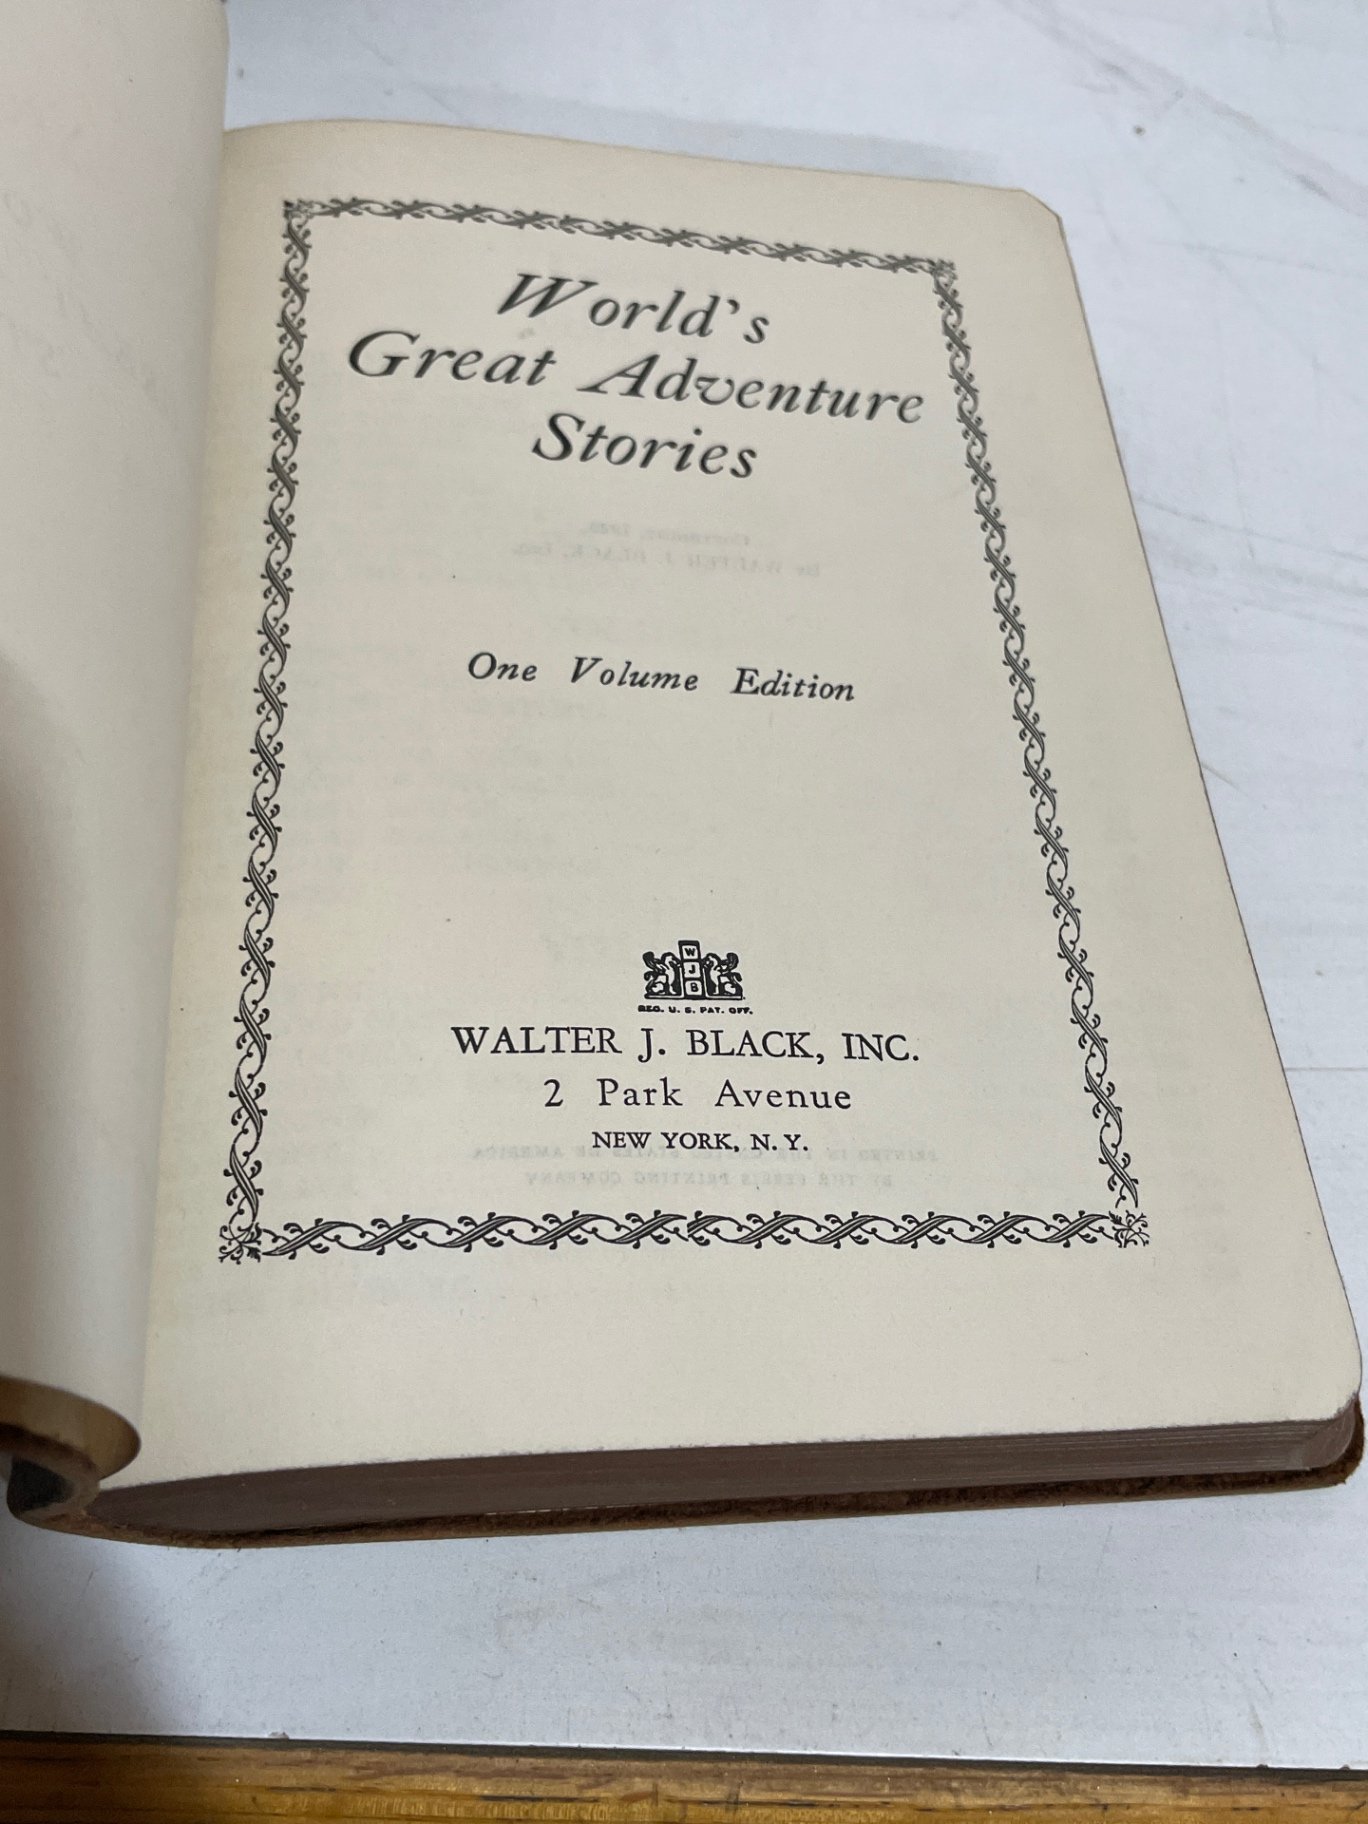 World's
Great Adventure
Stories
One Volume Edition
W
J
B
REG. U. S. PAT. OFF.
WALTER J. BLACK, INC.
2 Park Avenue
NEW YORK, N. Y.